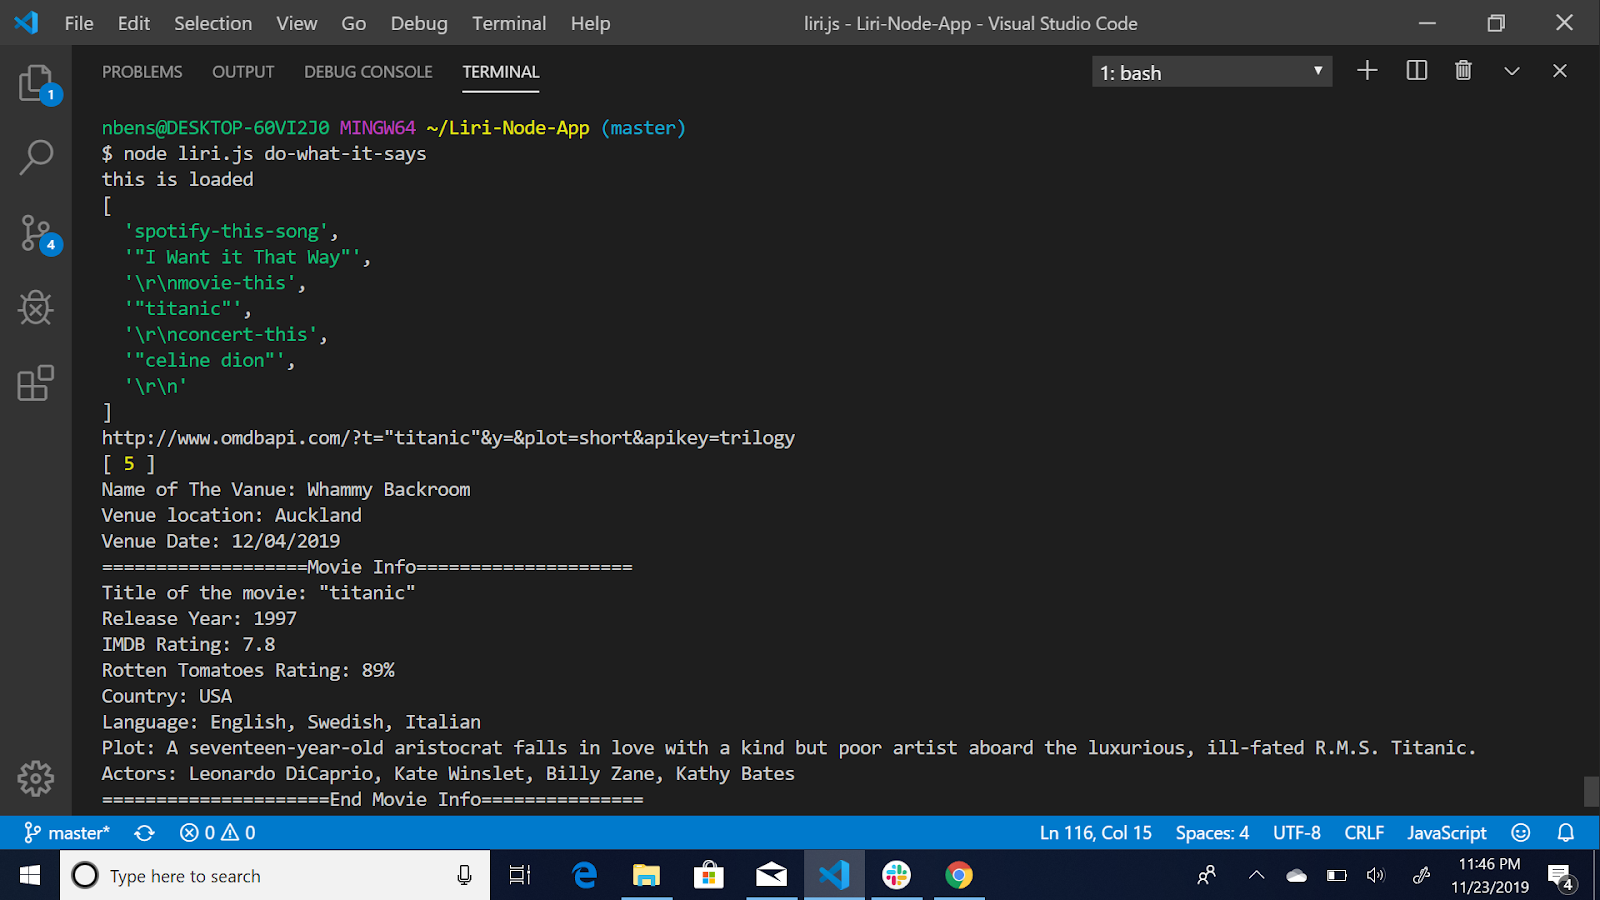 File Edit Selection View Go Debug Terminal Help liri.js - Liri-Node-App - Visual Studio Code
PROBLEMS OUTPUT DEBUG CONSOLE TERMINAL 1: bash
1
4
nbens@DESKTOP-60VI2J0 MINGW64 ~/Liri-Node-App (master)
$ node liri.js do-what-it-says
this is loaded
[
'spotify-this-song',
'"I Want it That Way"',
'\r\nmovie-this',
'"titanic"',
'\r\nconcert-this',
'"celine dion"',
'\r\n'
]
http://www.omdbapi.com/?t="titanic"&y=&plot=short&apikey=trilogy
[ 5 ]
Name of The Vanue: Whammy Backroom
Venue location: Auckland
Venue Date: 12/04/2019
===================Movie Info====================
Title of the movie: "titanic"
Release Year: 1997
IMDB Rating: 7.8
Rotten Tomatoes Rating: 89%
Country: USA
Language: English, Swedish, Italian
Plot: A seventeen-year-old aristocrat falls in love with a kind but poor artist aboard the luxurious, ill-fated R.M.S. Titanic.
Actors: Leonardo DiCaprio, Kate Winslet, Billy Zane, Kathy Bates
=====================End Movie Info===============
master* 0 0 Ln 116, Col 15 Spaces: 4 UTF-8 CRLF JavaScript
Type here to search
11:46 PM
11/23/2019
4